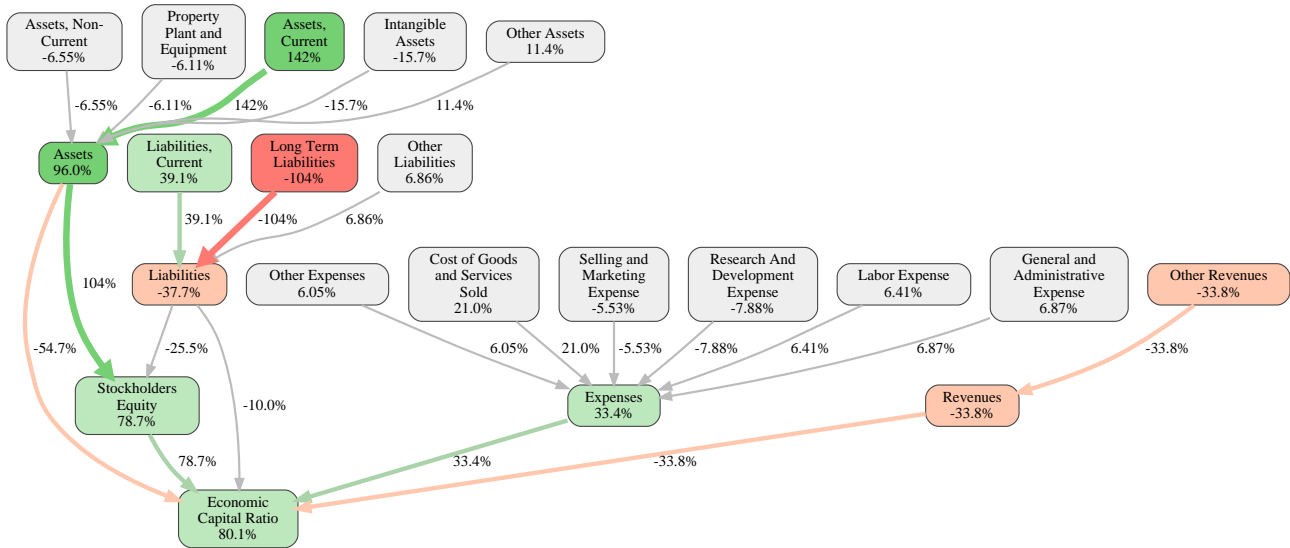 Assets, Non-
Current
-6.55%
Property
Plant and
Equipment
-6.11%
Assets,
Current
142%
Intangible
Assets
-15.7%
Other Assets
11.4%
-6.55%
-6.11%
142%
-15.7%
11.4%
Assets
96.0%
Liabilities,
Current
39.1%
Long Term
Liabilities
-104%
Other
Liabilities
6.86%
39.1%
-104%
6.86%
104%
Liabilities
-37.7%
Other Expenses
6.05%
Cost of Goods
and Services
Sold
21.0%
Selling and
Marketing
Expense
-5.53%
Research And
Development
Expense
-7.88%
Labor Expense
6.41%
General and
Administrative
Expense
6.87%
Other Revenues
-33.8%
-54.7%
-25.5%
6.05%
21.0%
-5.53%
-7.88%
6.41%
6.87%
-33.8%
Stockholders
Equity
78.7%
-10.0%
Expenses
33.4%
Revenues
-33.8%
78.7%
33.4%
-33.8%
Economic
Capital Ratio
80.1%